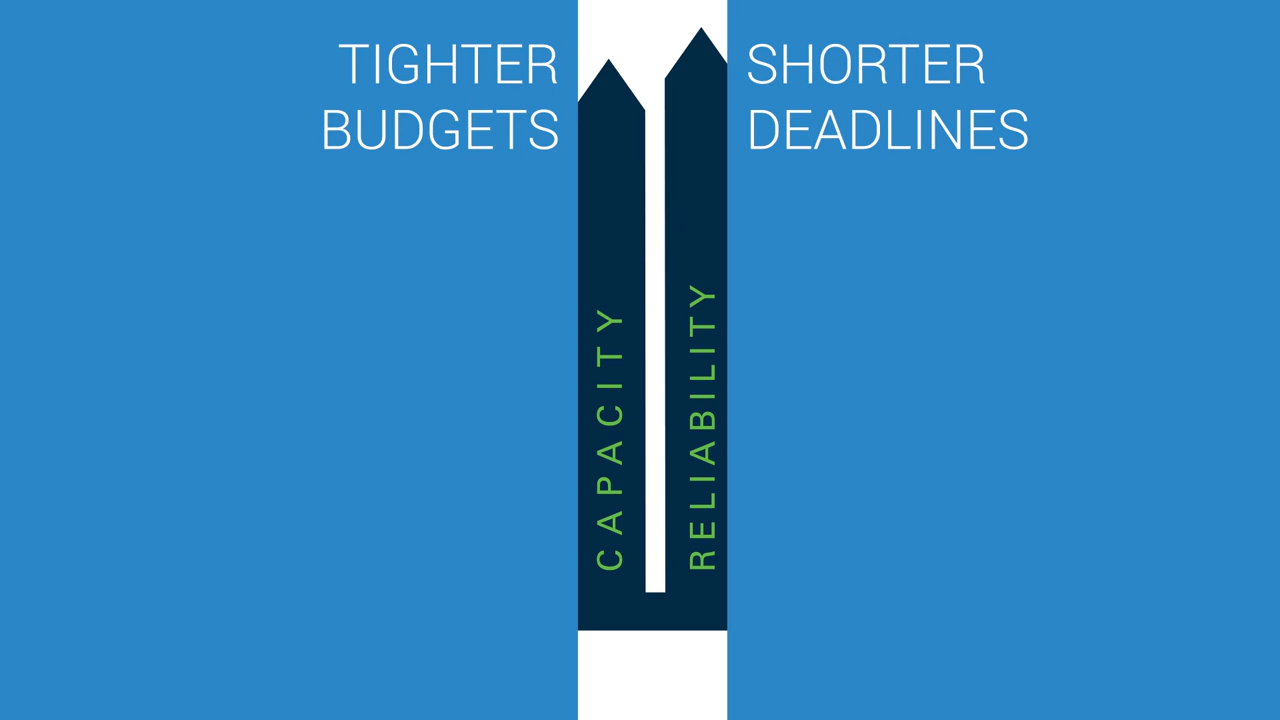 TIGHTER
BUDGETS
SHORTER
DEADLINES
CAPACITY
RELIABILITY